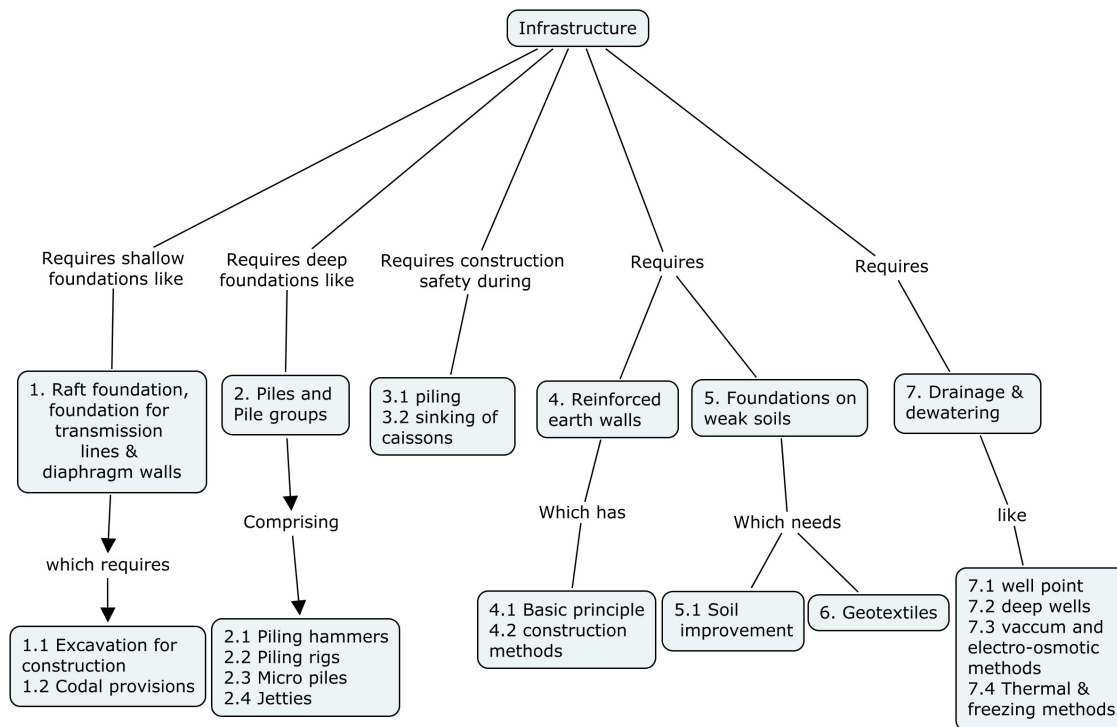 Infrastructure
Requires shallow
foundations like
Requires deep
foundations like
Requires construction
safety during
Requires
Requires
1. Raft foundation,
foundation for
transmission
lines &
diaphragm walls
2. Piles and
Pile groups
3.1 piling
3.2 sinking of
caissons
4. Reinforced
earth walls
5. Foundations on
weak soils
7. Drainage &
dewatering
which requires
Comprising
Which has
Which needs
like
1.1 Excavation for
construction
1.2 Codal provisions
2.1 Piling hammers
2.2 Piling rigs
2.3 Micro piles
2.4 Jetties
4.1 Basic principle
4.2 construction
methods
5.1 Soil
improvement
6. Geotextiles
7.1 well point
7.2 deep wells
7.3 vaccum and
electro-osmotic
methods
7.4 Thermal &
freezing methods